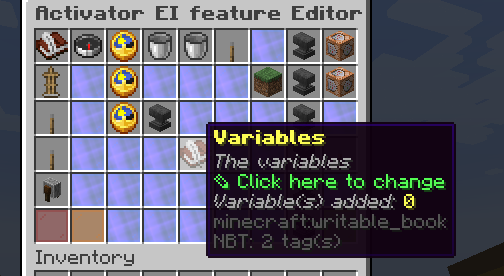 Activator EI feature Editor
Variables
The variables
✎ Click here to change
Variable(s) added: 0
minecraft:writable_book
NBT: 2 tag(s)
Inventory